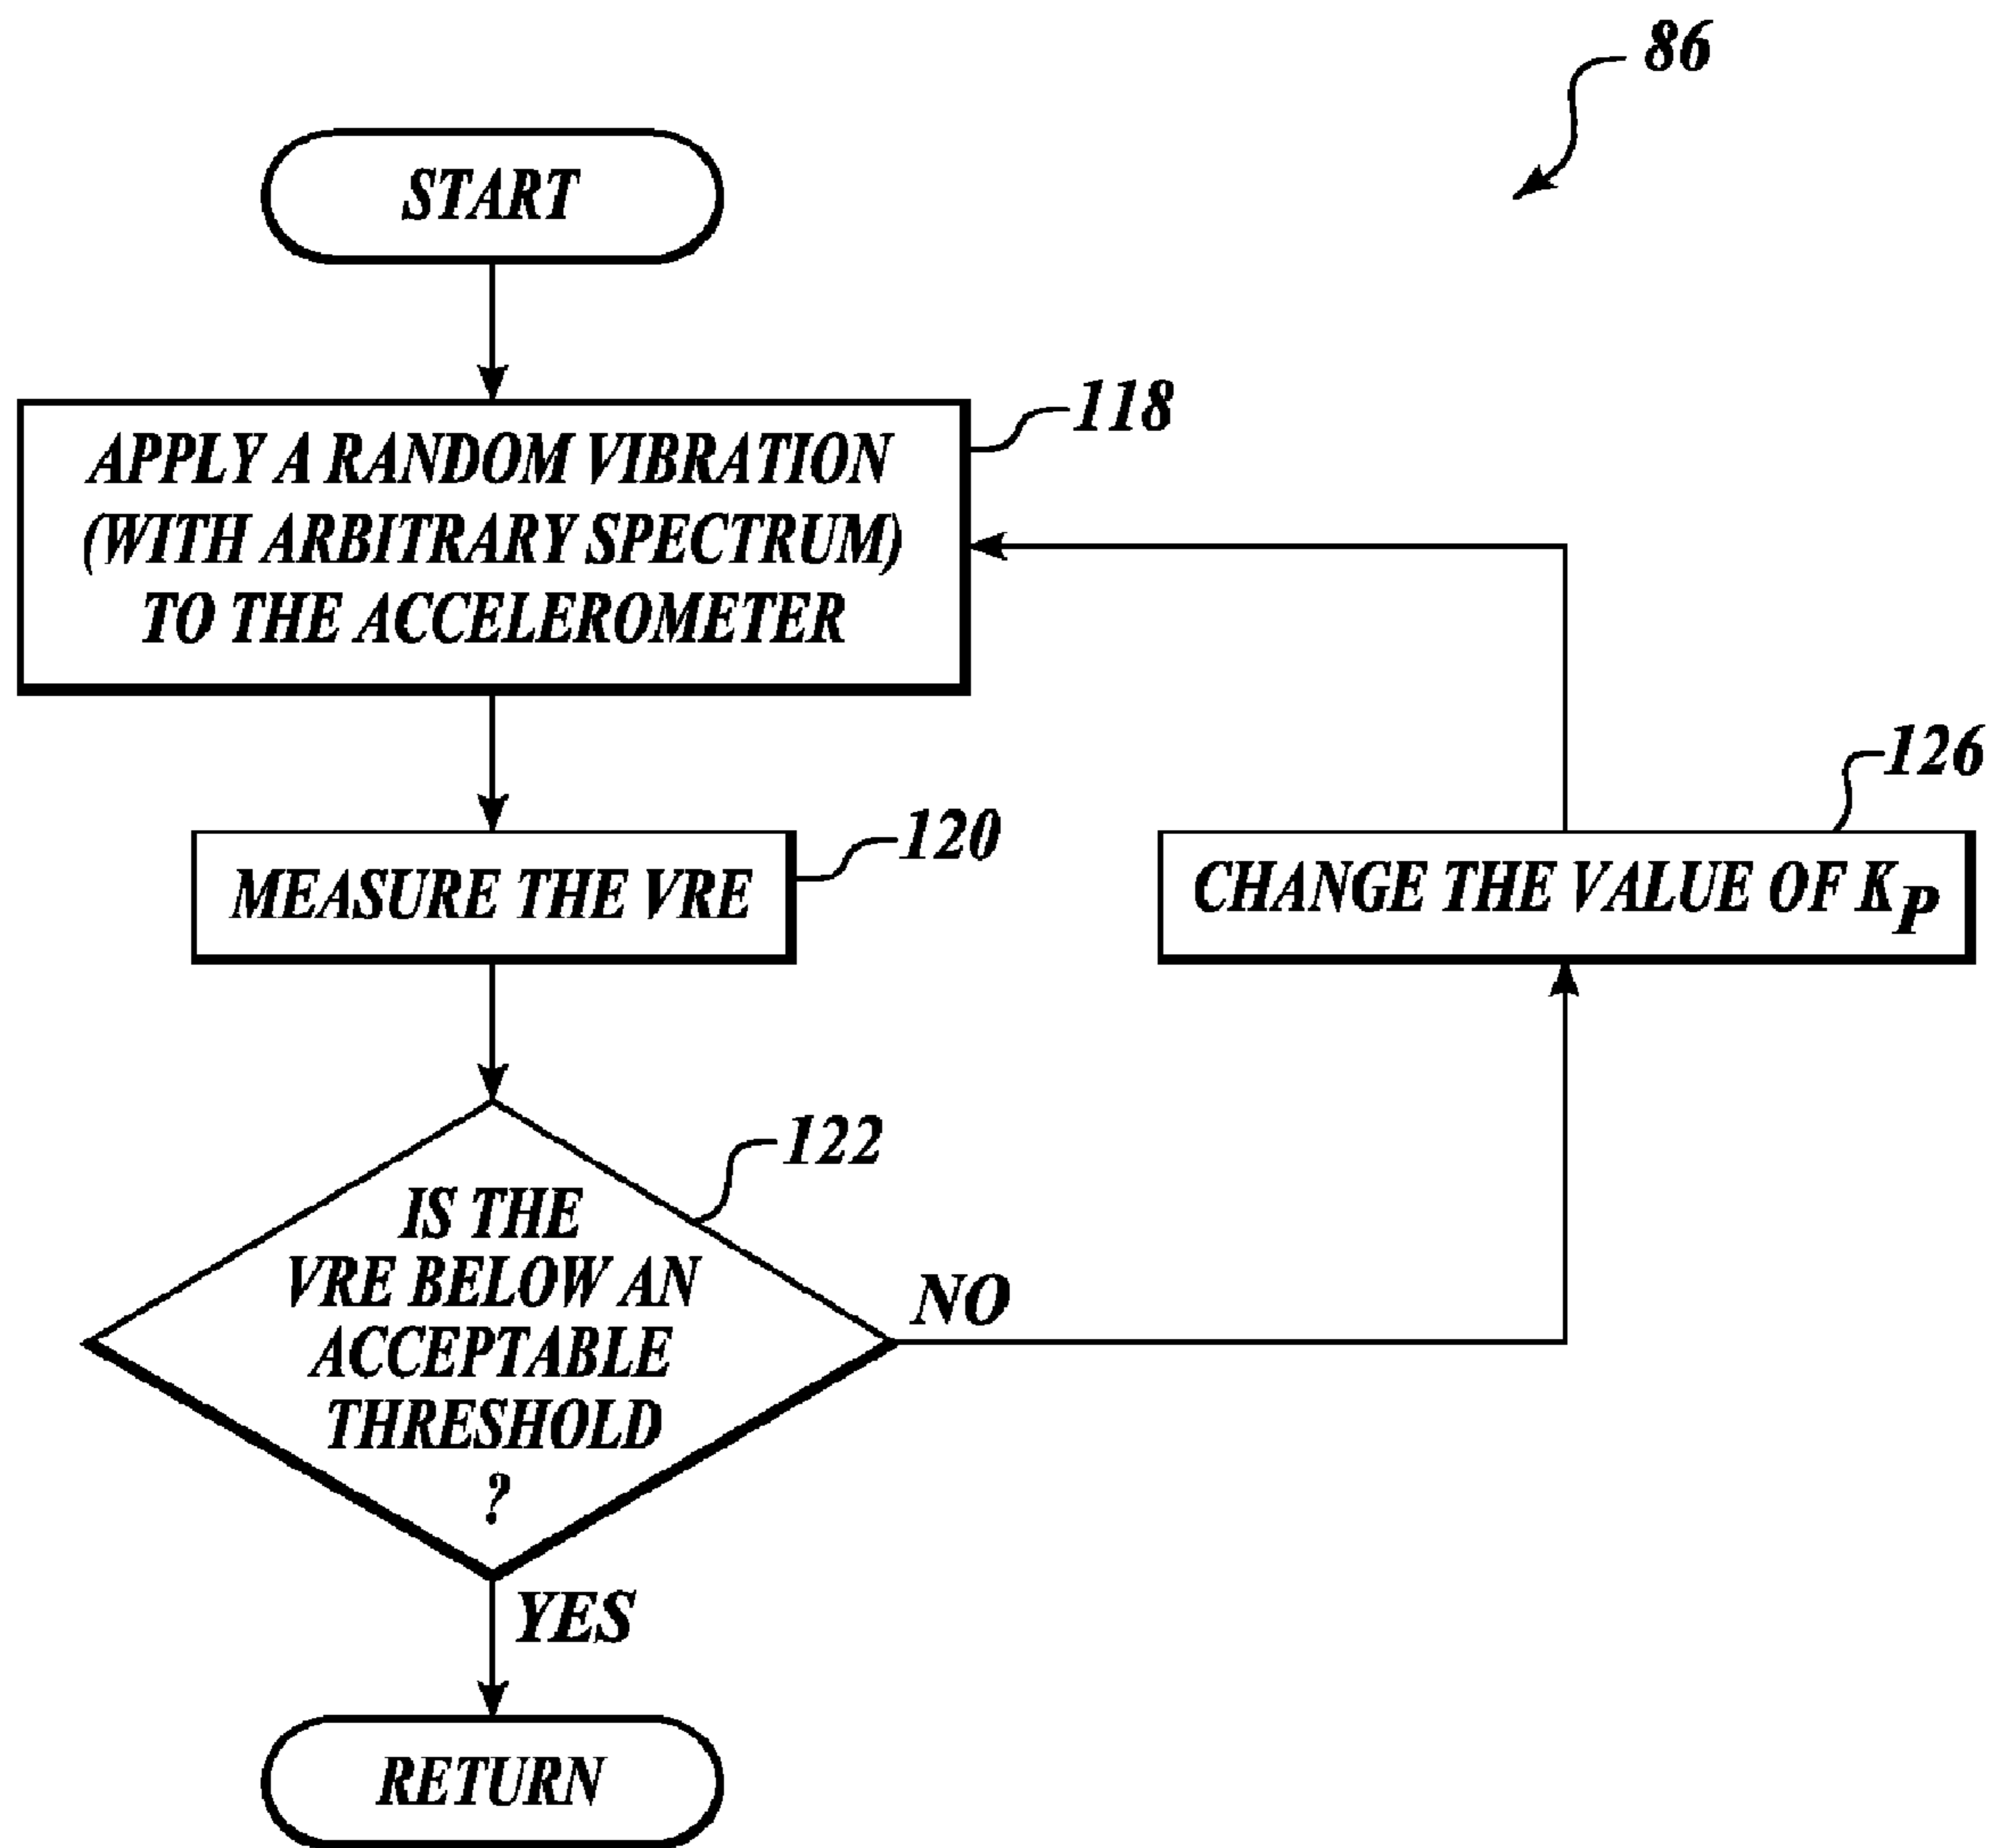 86
START
APPLY A RANDOM VIBRATION
(WITH ARBITRARY SPECTRUM)
TO THE ACCELEROMETER
118
MEASURE THE VRE
120
CHANGE THE VALUE OF KP
126
IS THE
VRE BELOW AN
ACCEPTABLE
THRESHOLD
?
122
NO
YES
RETURN